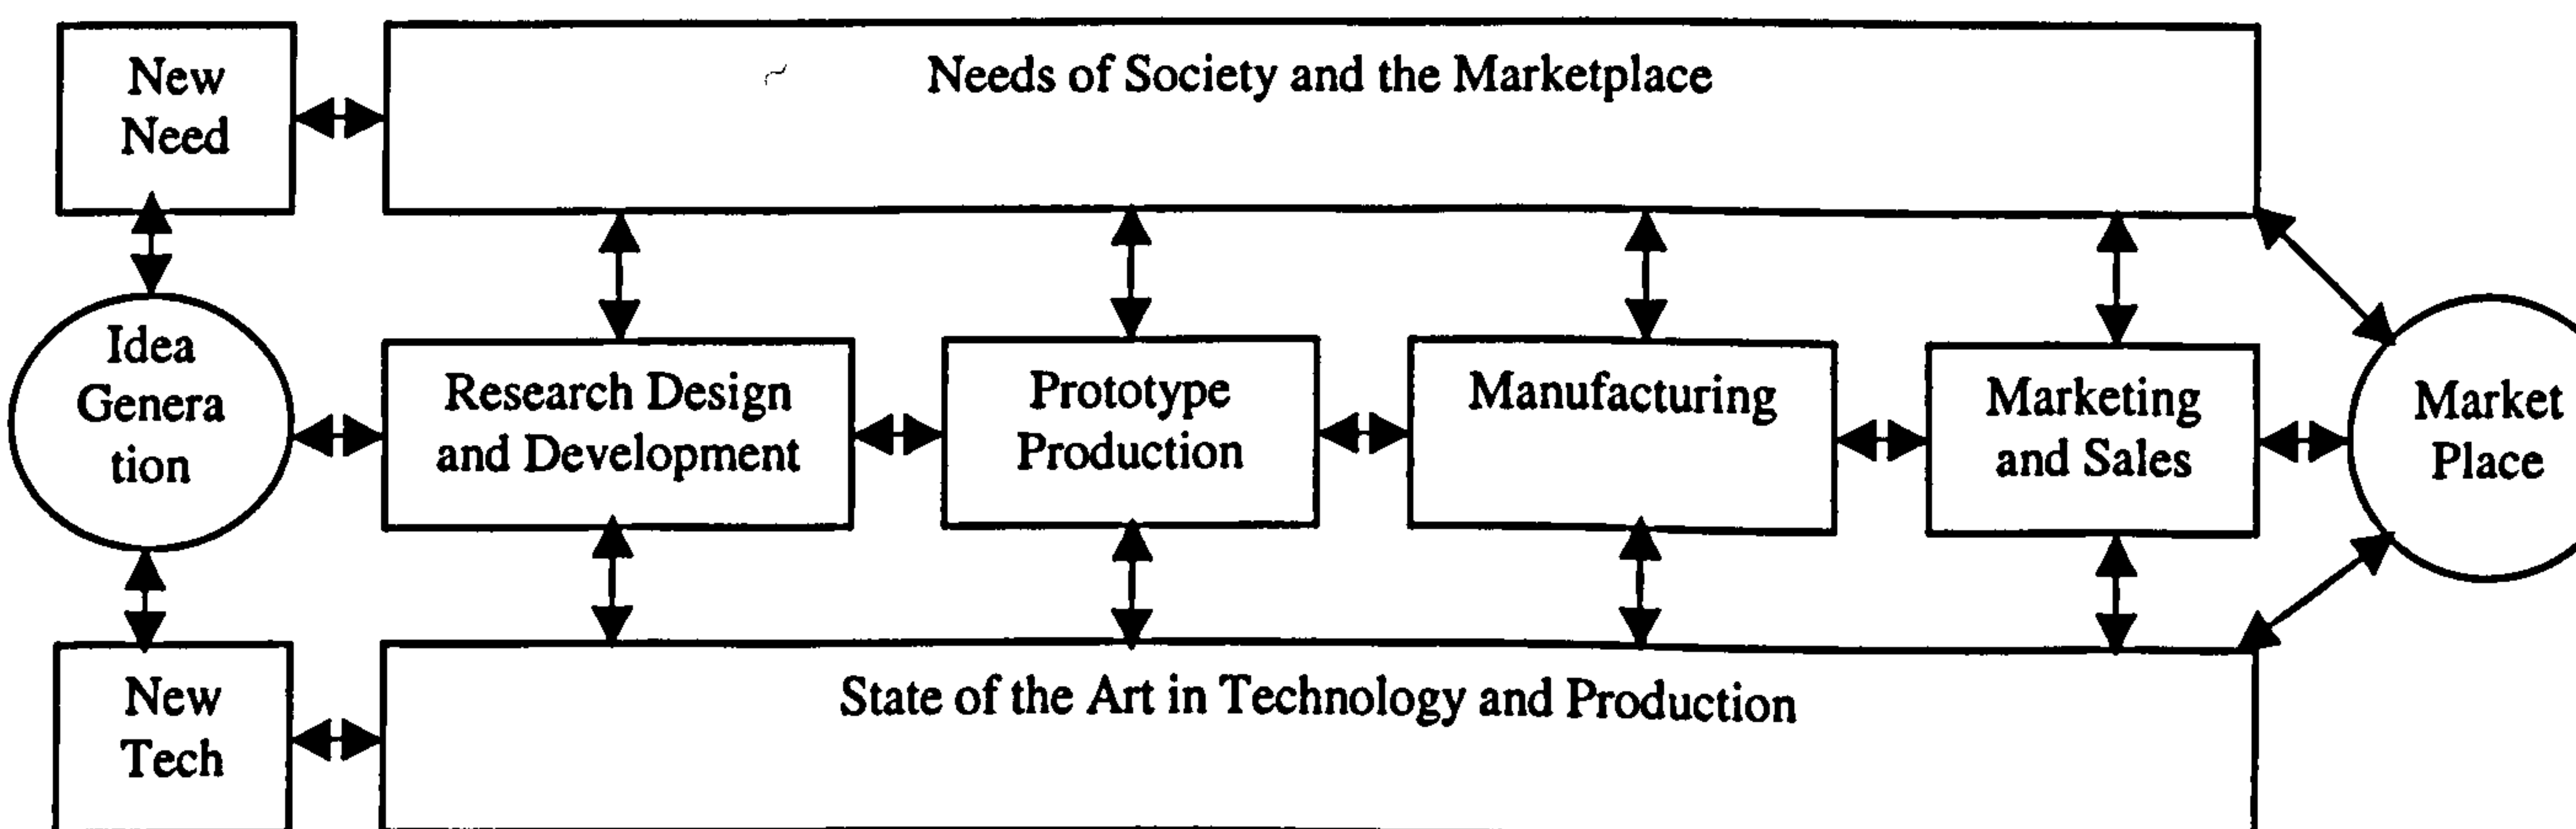 New
Need
Needs of Society and the Marketplace
Idea
Genera
tion
Research Design
and Development
Prototype
Production
Manufacturing
Marketing
and Sales
Market
Place
New
Tech
State of the Art in Technology and Production